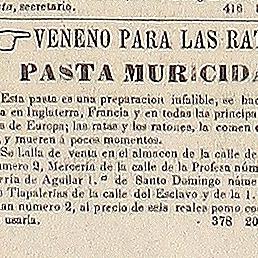 ta, secretario. 416
VENENO PARA LAS RAT
PASTA MURICIDA
Esta pasta es una preparacion infalible, se hac
a en Inglaterra, Francia y en todas las principa
s de Europa; las ratas y los ratones, la comen c
, y mueren á pocos momentos.
Se halla de venta en el almacen de la calle de
úmero 2, Mercería de la calle de la Profesa núm
rría de Aguilar 1.ª de Santo Domingo núme
o Tlapalerías de la calle del Esclavo y de la 1.
an número 2, al precio de seis reales pomo co
usarla. 378 20